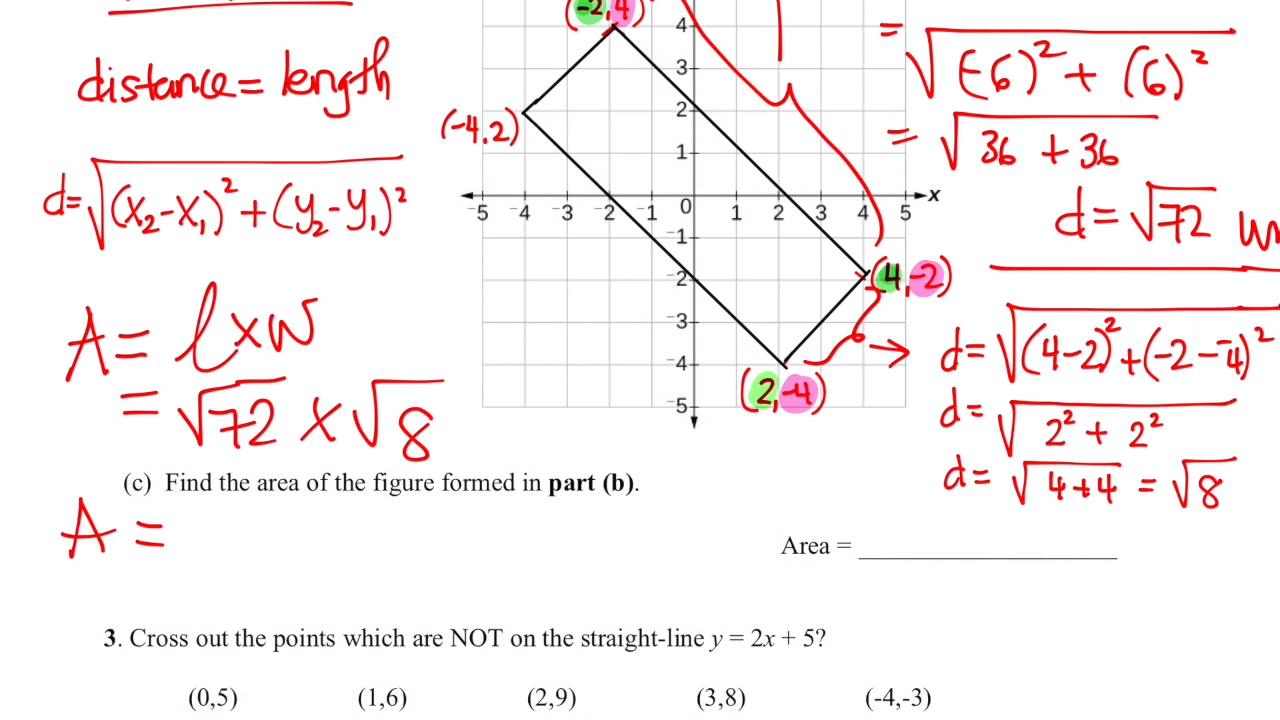 (-2,4)
distance = length
(-4,2)
d=√(x₂-x₁)²+(y₂-y₁)²
A = l×w
= √72 × √8
4
3
2
1
-5 -4 -3 -2 -1 0 1 2 3 4 5 x
-1
-2
-3
-4
-5
(4,-2)
(2,-4)
= √(-6)²+(6)²
= √36 + 36
d=√72
d= √(4-2)²+(-2--4)²
d= √2² + 2²
d= √4+4 = √8
(c) Find the area of the figure formed in part (b).
A =
Area = ____________________
3. Cross out the points which are NOT on the straight-line y = 2x + 5?
(0,5) (1,6) (2,9) (3,8) (-4,-3)